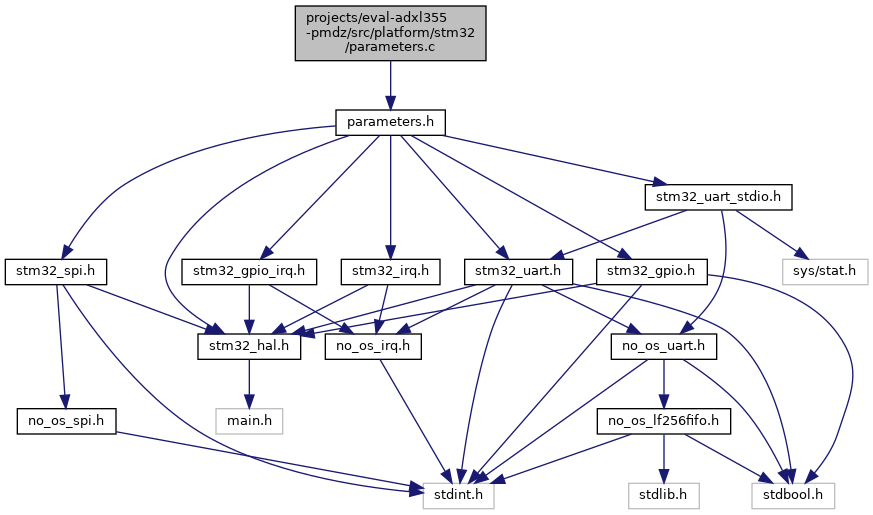 projects/eval-adxl355
-pmdz/src/platform/stm32
/parameters.c
parameters.h
stm32_uart_stdio.h
stm32_spi.h
stm32_gpio_irq.h
stm32_irq.h
stm32_uart.h
stm32_gpio.h
sys/stat.h
stm32_hal.h
no_os_irq.h
no_os_uart.h
no_os_spi.h
main.h
no_os_lf256fifo.h
stdint.h
stdlib.h
stdbool.h